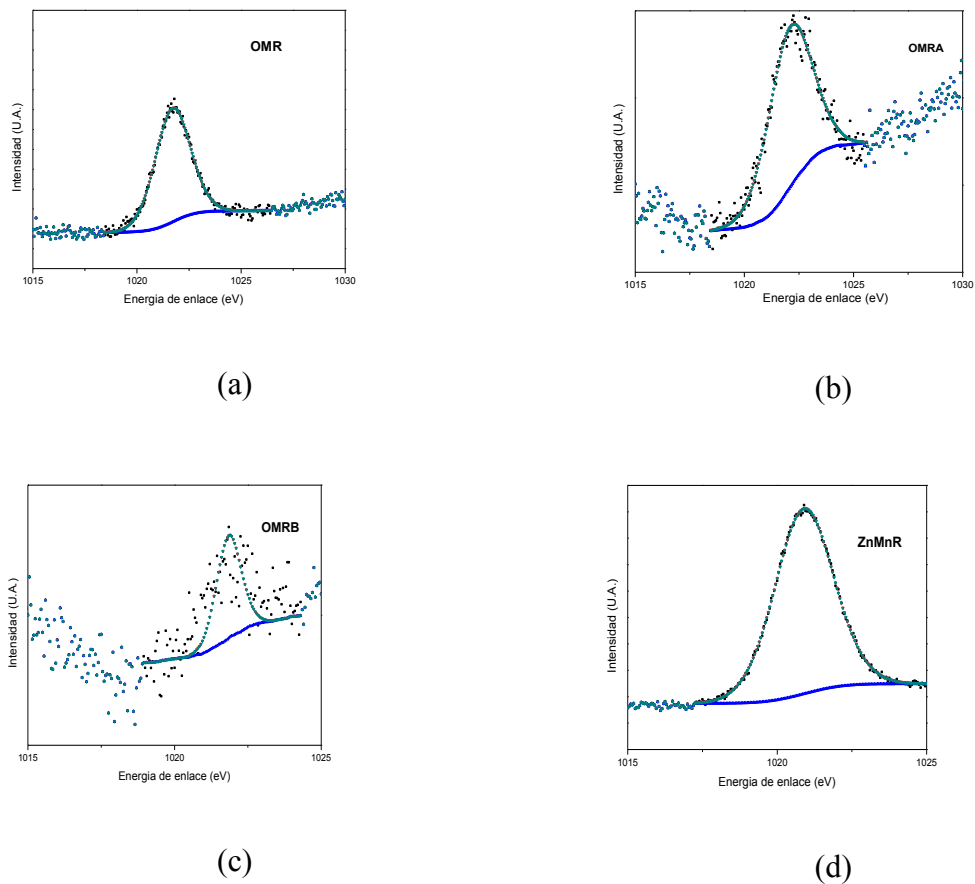 OMR
Intensidad (U.A.)
1015 1020 1025 1030
Energia de enlace (eV)
(a)
OMRA
Intensidad (U.A.)
1015 1020 1025 1030
Energia de enlace (eV)
(b)
OMRB
Intensidad (U.A.)
1015 1020 1025
Energia de enlace (eV)
(c)
ZnMnR
Intensidad (U.A.)
1015 1020 1025
Energia de enlace (eV)
(d)